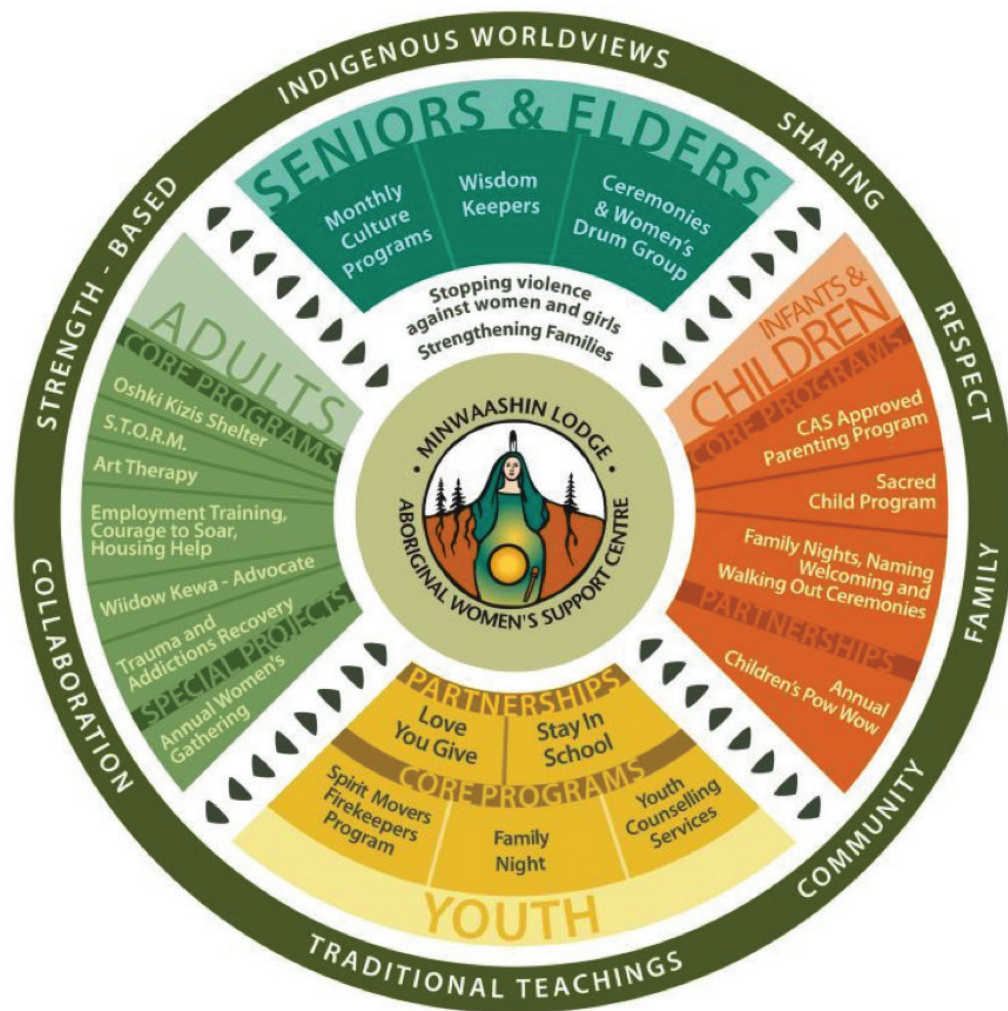 INDIGENOUS WORLDVIEWS
SHARING
RESPECT
FAMILY
COMMUNITY
TRADITIONAL TEACHINGS
COLLABORATION
STRENGTH - BASED
SENIORS & ELDERS
Monthly
Culture
Programs
Wisdom
Keepers
Ceremonies
& Women's
Drum Group
Stopping violence
against women and girls
Strengthening Families
INFANTS &
CHILDREN
CORE PROGRAMS
CAS Approved
Parenting Program
Sacred
Child Program
Family Nights, Naming
Welcoming and
Walking Out Ceremonies
PARTNERSHIPS
Annual
Children's Pow Wow
PARTNERSHIPS
Love
You Give
Stay In
School
CORE PROGRAMS
Spirit Movers
Firekeepers
Program
Family
Night
Youth
Counselling
Services
YOUTH
ADULTS
CORE PROGRAMS
Oshki Kizis Shelter
S.T.O.R.M.
Art Therapy
Employment Training,
Courage to Soar,
Housing Help
Wiidow Kewa - Advocate
Trauma and
Addictions Recovery
SPECIAL PROJECTS
Annual Women's
Gathering
• MINWAASHIN LODGE •
ABORIGINAL WOMEN'S SUPPORT CENTRE